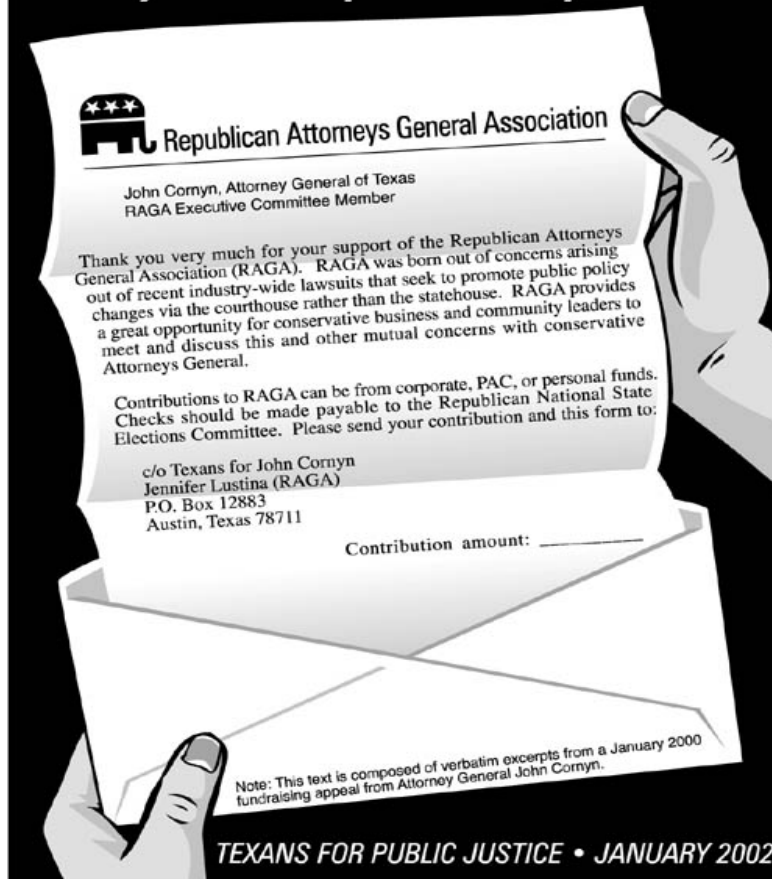 Republican Attorneys General Association
John Cornyn, Attorney General of Texas
RAGA Executive Committee Member
Thank you very much for your support of the Republican Attorneys
General Association (RAGA). RAGA was born out of concerns arising
out of recent industry-wide lawsuits that seek to promote public policy
changes via the courthouse rather than the statehouse. RAGA provides
a great opportunity for conservative business and community leaders to
meet and discuss this and other mutual concerns with conservative
Attorneys General.
Contributions to RAGA can be from corporate, PAC, or personal funds.
Checks should be made payable to the Republican National State
Elections Committee. Please send your contribution and this form to:
c/o Texans for John Cornyn
Jennifer Lustina (RAGA)
P.O. Box 12883
Austin, Texas 78711
Contribution amount: __________
Note: This text is composed of verbatim excerpts from a January 2000
fundraising appeal from Attorney General John Cornyn.
TEXANS FOR PUBLIC JUSTICE • JANUARY 2002